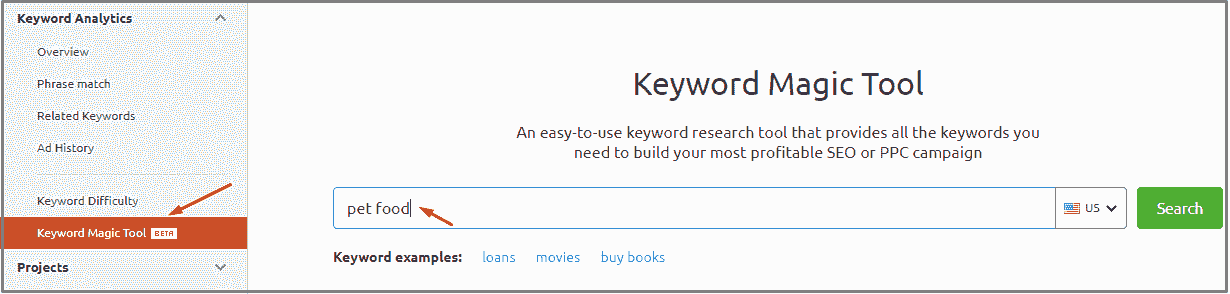 Keyword Analytics
Overview
Phrase match
Related Keywords
Ad History
Keyword Difficulty
Keyword Magic Tool BETA
Projects
Keyword Magic Tool
An easy-to-use keyword research tool that provides all the keywords you
need to build your most profitable SEO or PPC campaign
pet food US Search
Keyword examples: loans movies buy books